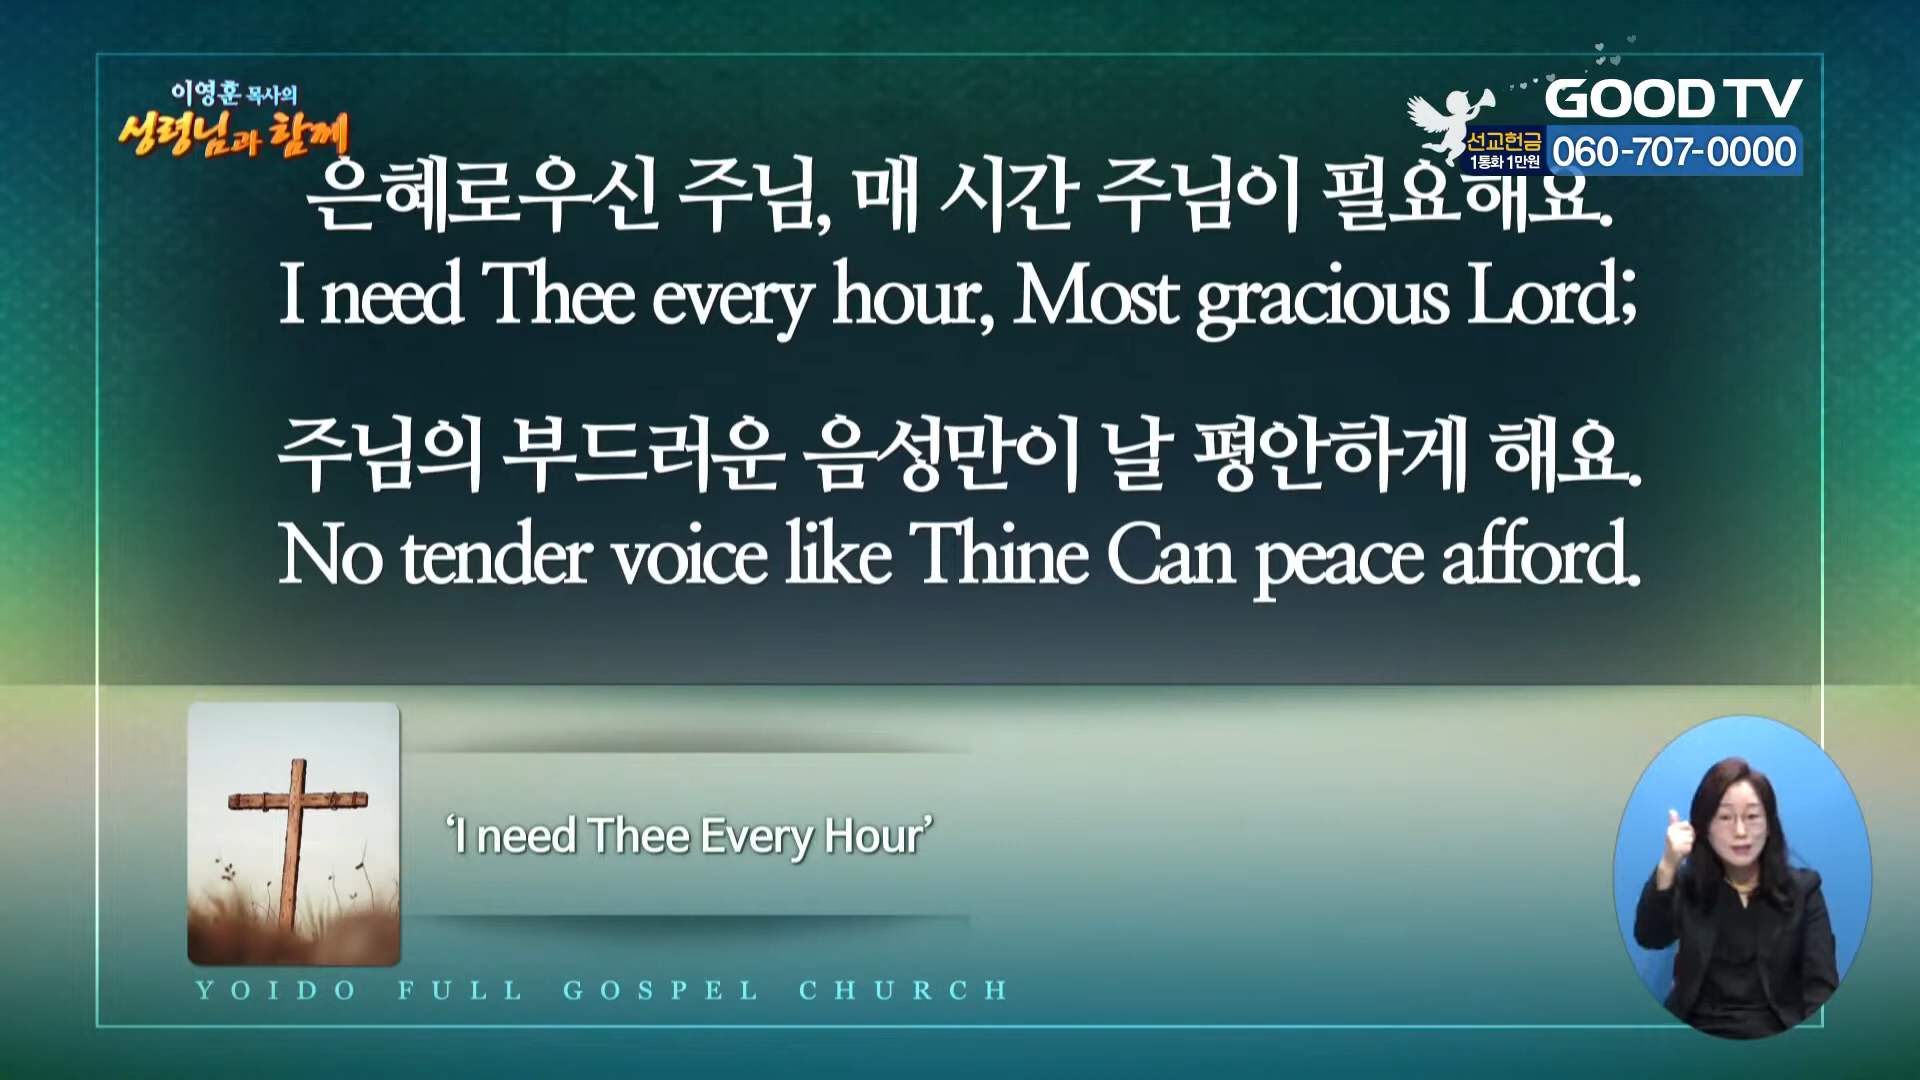 이영훈 목사의
성령님과 함께
GOOD TV
선교헌금
1통화 1만원
060-707-0000
은혜로우신 주님, 매 시간 주님이 필요해요.
I need Thee every hour, Most gracious Lord;
주님의 부드러운 음성만이 날 평안하게 해요.
No tender voice like Thine Can peace afford.
‘I need Thee Every Hour’
YOIDO FULL GOSPEL CHURCH